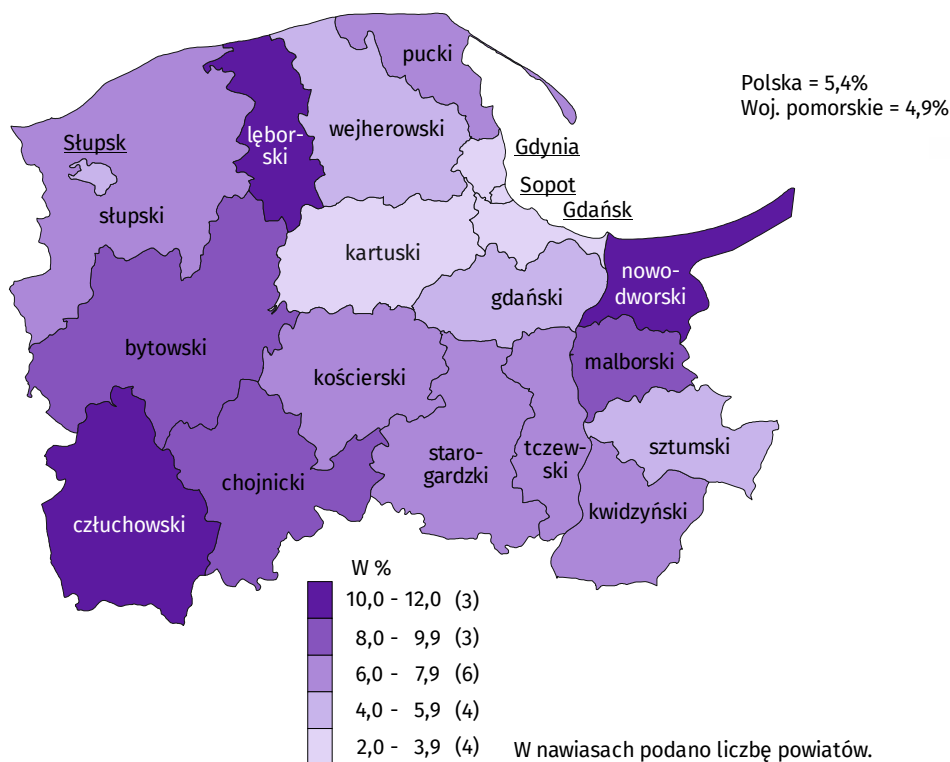 pucki
Polska = 5,4%
Woj. pomorskie = 4,9%
wejherowski
lębor-
ski
Słupsk
Gdynia
Sopot
Gdańsk
słupski
kartuski
nowo-
dworski
gdański
bytowski
malborski
kościerski
sztumski
staro-
gardzki
tczew-
ski
chojnicki
kwidzyński
człuchowski
W %
10,0 - 12,0 (3)
8,0 - 9,9 (3)
6,0 - 7,9 (6)
4,0 - 5,9 (4)
2,0 - 3,9 (4)
W nawiasach podano liczbę powiatów.